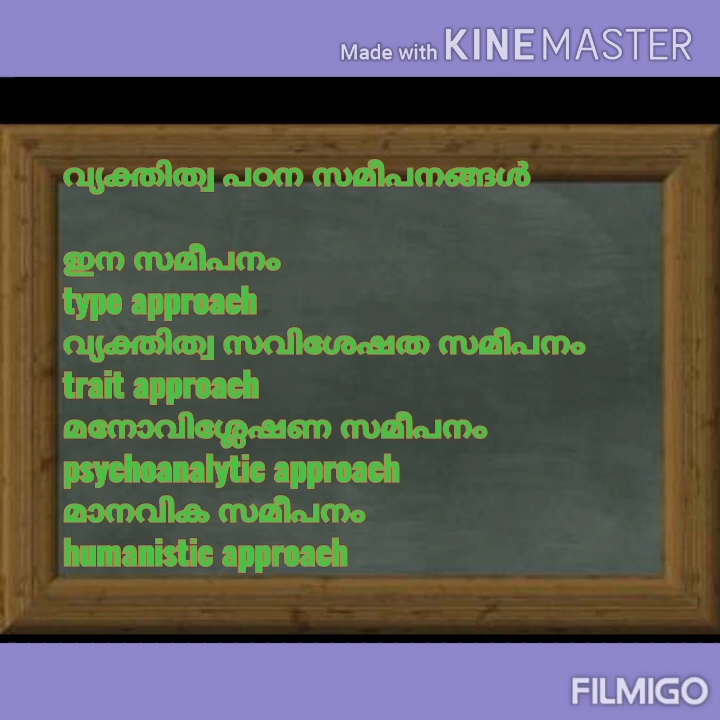 Made with KINEMASTER
വ്യക്തിത്വ പഠന സമീപനങ്ങൾ
ഇന സമീപനം
type approach
വ്യക്തിത്വ സവിശേഷത സമീപനം
trait approach
മനോവിശ്ലേഷണ സമീപനം
psychoanalytic approach
മാനവിക സമീപനം
humanistic approach
FILMIGO